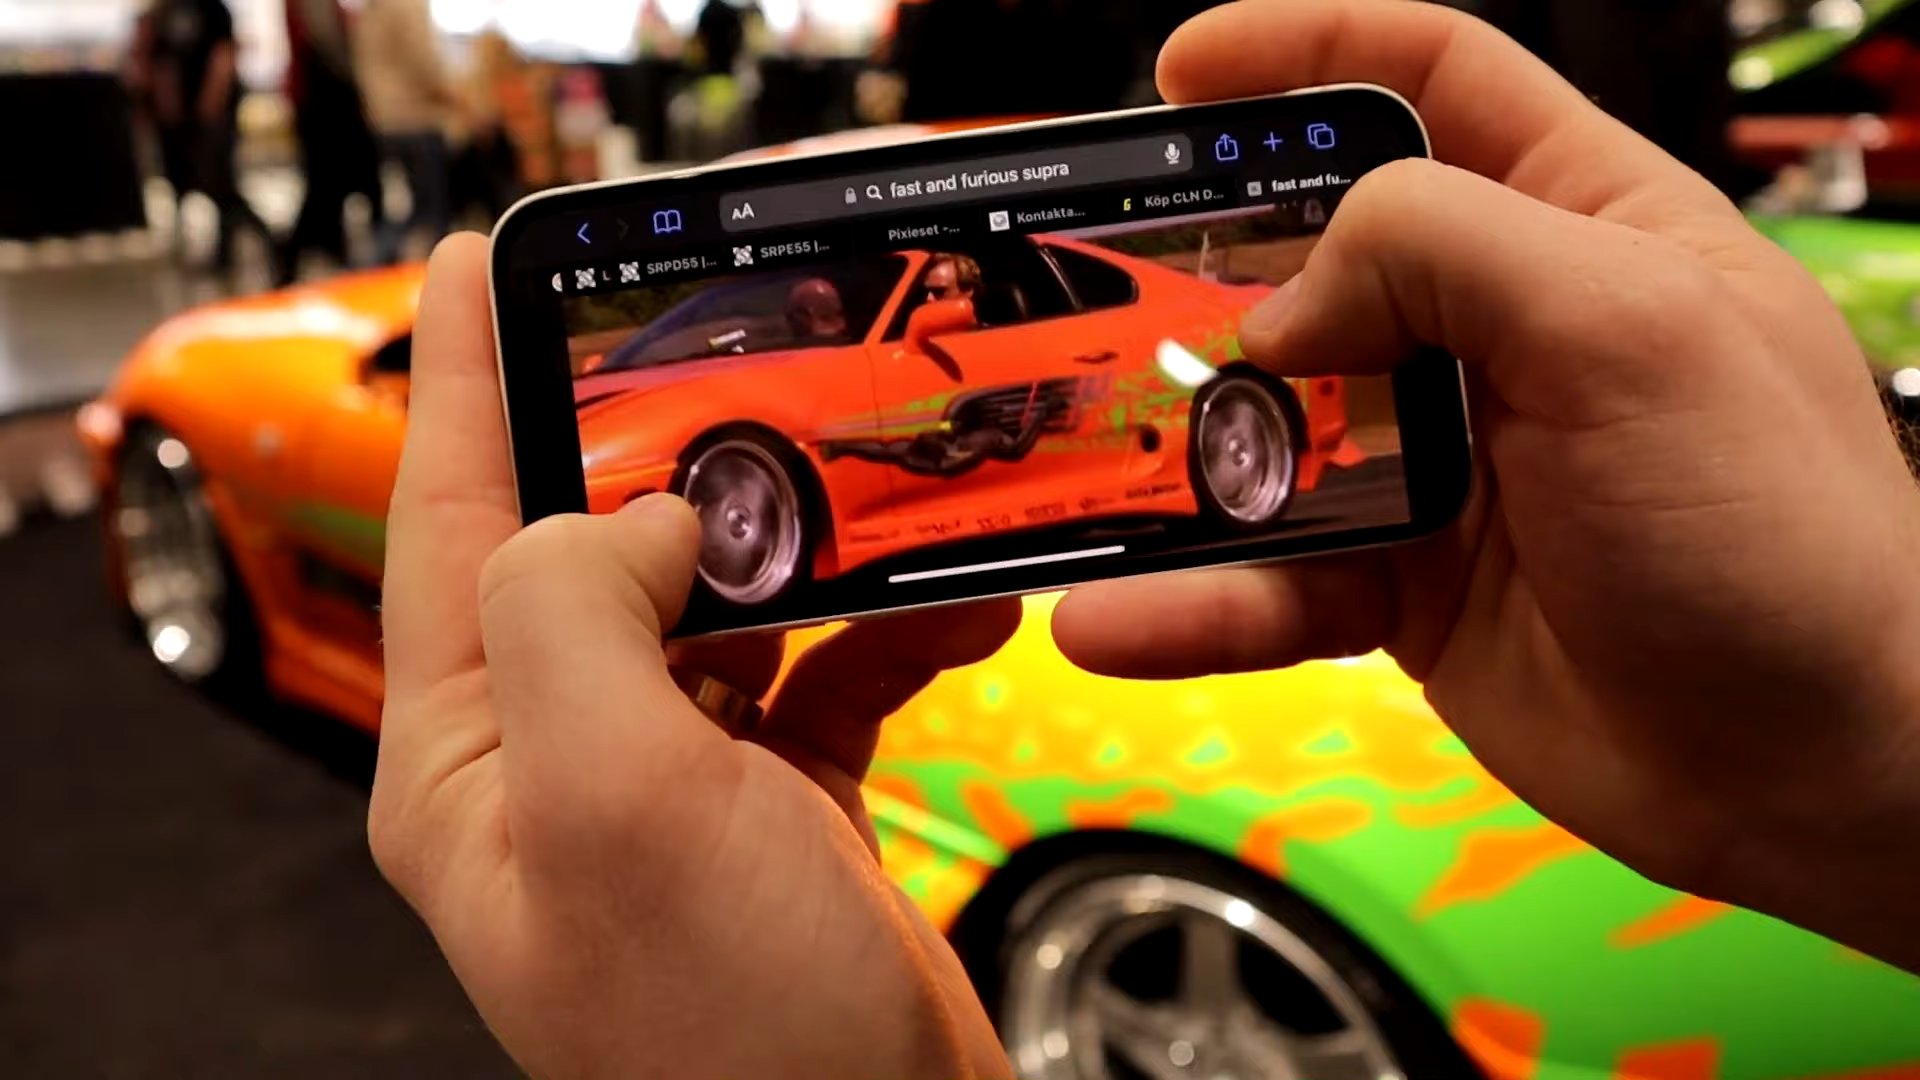 fast and furious supra
AA
L
SRPD55 |...
SRPE55 |...
Pixieset -...
Kontakta...
Köp CLN D...
fast and fu...